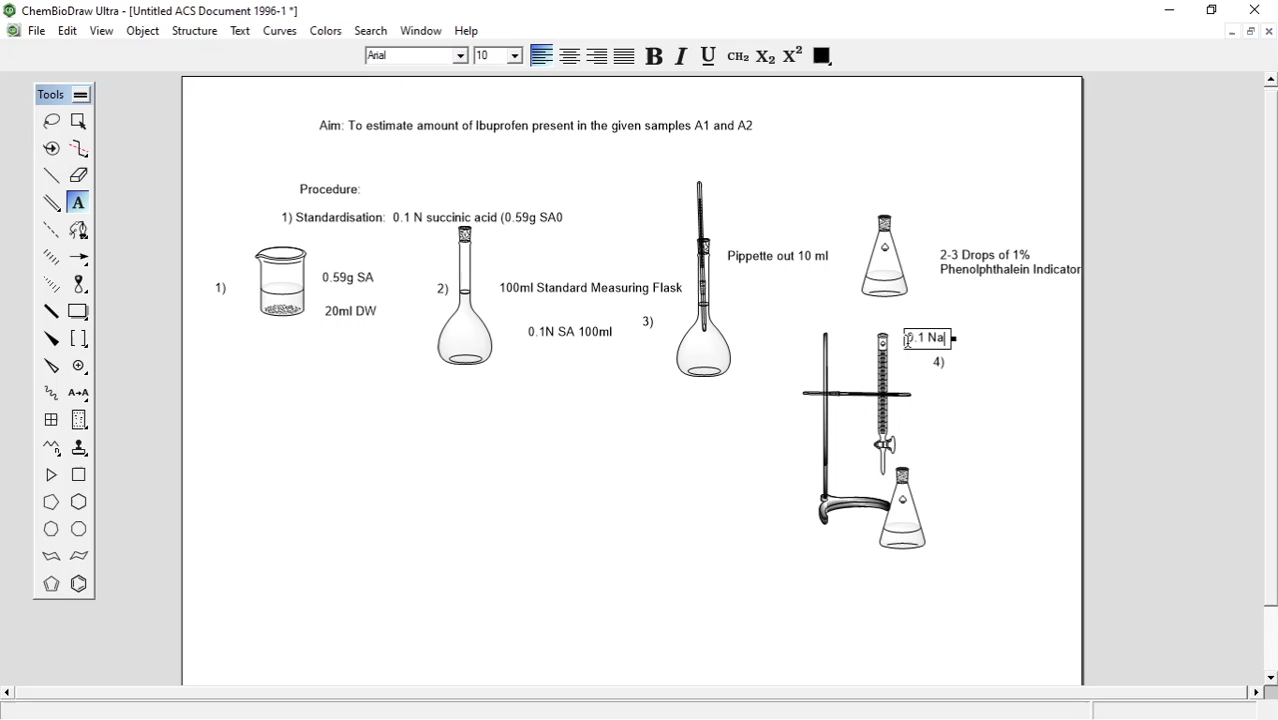 ChemBioDraw Ultra - [Untitled ACS Document 1996-1 *]
File Edit View Object Structure Text Curves Colors Search Window Help
Arial 10 B I U CH2 X2 X2
Tools
A
A→A
Aim: To estimate amount of Ibuprofen present in the given samples A1 and A2
Procedure:
1) Standardisation: 0.1 N succinic acid (0.59g SA0
1)
0.59g SA
20ml DW
2)
100ml Standard Measuring Flask
0.1N SA 100ml
3)
Pippette out 10 ml
2-3 Drops of 1%
Phenolphthalein Indicator
0.1 Na
4)